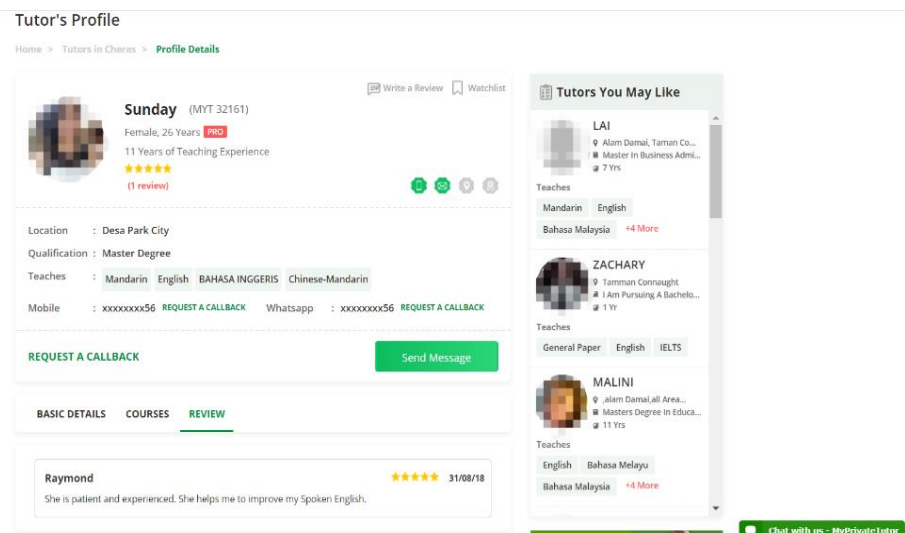 Tutor's Profile
Home > Tutors in Cheras > Profile Details
Write a Review Watchlist
Sunday (MYT 32161)
Female, 26 Years PRO
11 Years of Teaching Experience
(1 review)
Location : Desa Park City
Qualification : Master Degree
Teaches : Mandarin English BAHASA INGGERIS Chinese-Mandarin
Mobile : xxxxxxxx56 REQUEST A CALLBACK Whatsapp : xxxxxxxx56 REQUEST A CALLBACK
REQUEST A CALLBACK Send Message
BASIC DETAILS COURSES REVIEW
Raymond 31/08/18
She is patient and experienced. She helps me to improve my Spoken English.
Tutors You May Like
LAI
Alam Damai, Taman Co...
Master In Business Admi...
7 Yrs
Teaches
Mandarin English
Bahasa Malaysia +4 More
ZACHARY
Tamman Connaught
I Am Pursuing A Bachelo...
1 Yr
Teaches
General Paper English IELTS
MALINI
,alam Damai,all Area...
Masters Degree In Educa...
11 Yrs
Teaches
English Bahasa Melayu
Bahasa Malaysia +4 More
Chat with us - MyPrivateTutor